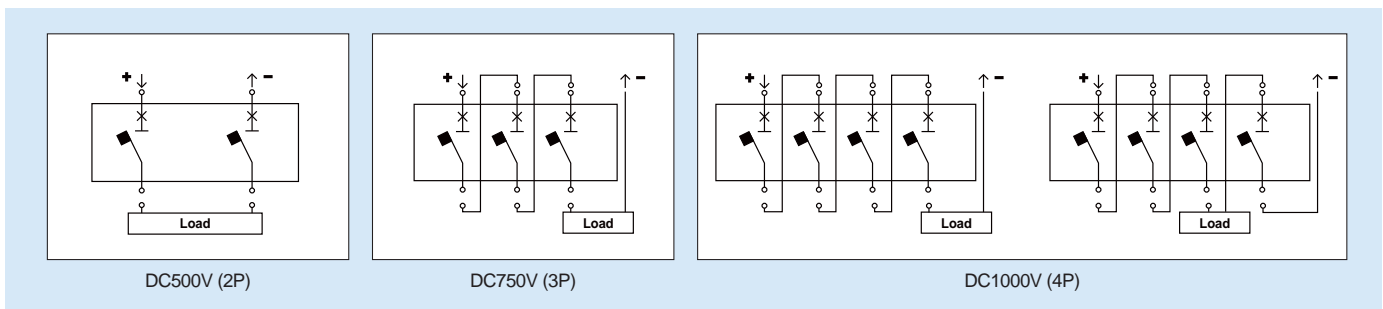 + -
+ -
+ -
+ -
Load
Load
Load
Load
DC500V (2P)
DC750V (3P)
DC1000V (4P)